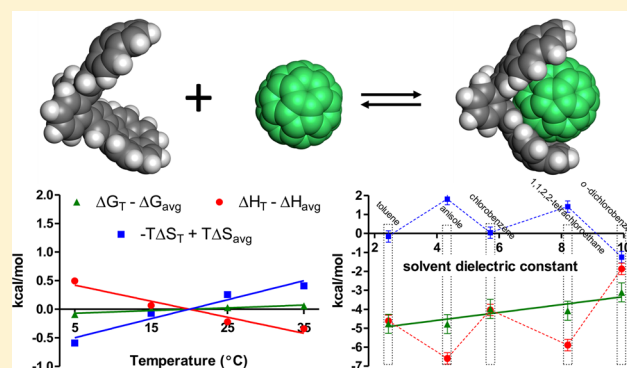 +
ΔG_T - ΔG_avg
ΔH_T - ΔH_avg
-TΔS_T + TΔS_avg
kcal/mol
2.0
1.5
1.0
0.5
0.0
-0.5
-1.0
5
15
25
35
Temperature (°C)
kcal/mol
2
1
0
-1
-2
-3
-4
-5
-6
-7
2
4
6
8
10
toluene
anisole
chlorobenzene
1,1,2,2-tetrachloroethane
o-dichlorobenz
solvent dielectric constant